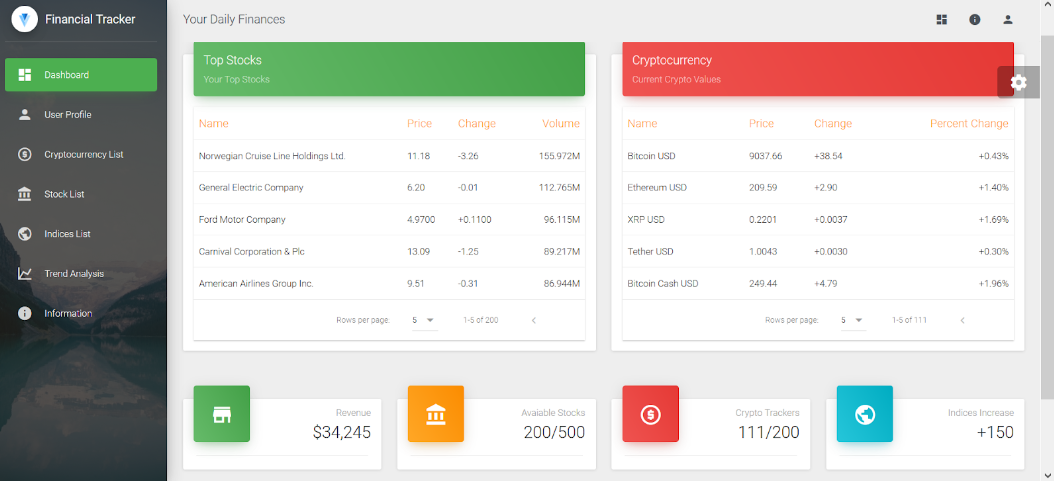 Financial Tracker
Dashboard
User Profile
Cryptocurrency List
Stock List
Indices List
Trend Analysis
Information
Your Daily Finances
Top Stocks
Your Top Stocks
Name Price Change Volume
Norwegian Cruise Line Holdings Ltd. 11.18 -3.26 155.972M
General Electric Company 6.20 -0.01 112.765M
Ford Motor Company 4.9700 +0.1100 96.115M
Carnival Corporation & Plc 13.09 -1.25 89.217M
American Airlines Group Inc. 9.51 -0.31 86.944M
Rows per page: 5 1-5 of 200
Cryptocurrency
Current Crypto Values
Name Price Change Percent Change
Bitcoin USD 9037.66 +38.54 +0.43%
Ethereum USD 209.59 +2.90 +1.40%
XRP USD 0.2201 +0.0037 +1.69%
Tether USD 1.0043 +0.0030 +0.30%
Bitcoin Cash USD 249.44 +4.79 +1.96%
Rows per page: 5 1-5 of 111
Revenue
$34,245
Avaiable Stocks
200/500
Crypto Trackers
111/200
Indices Increase
+150